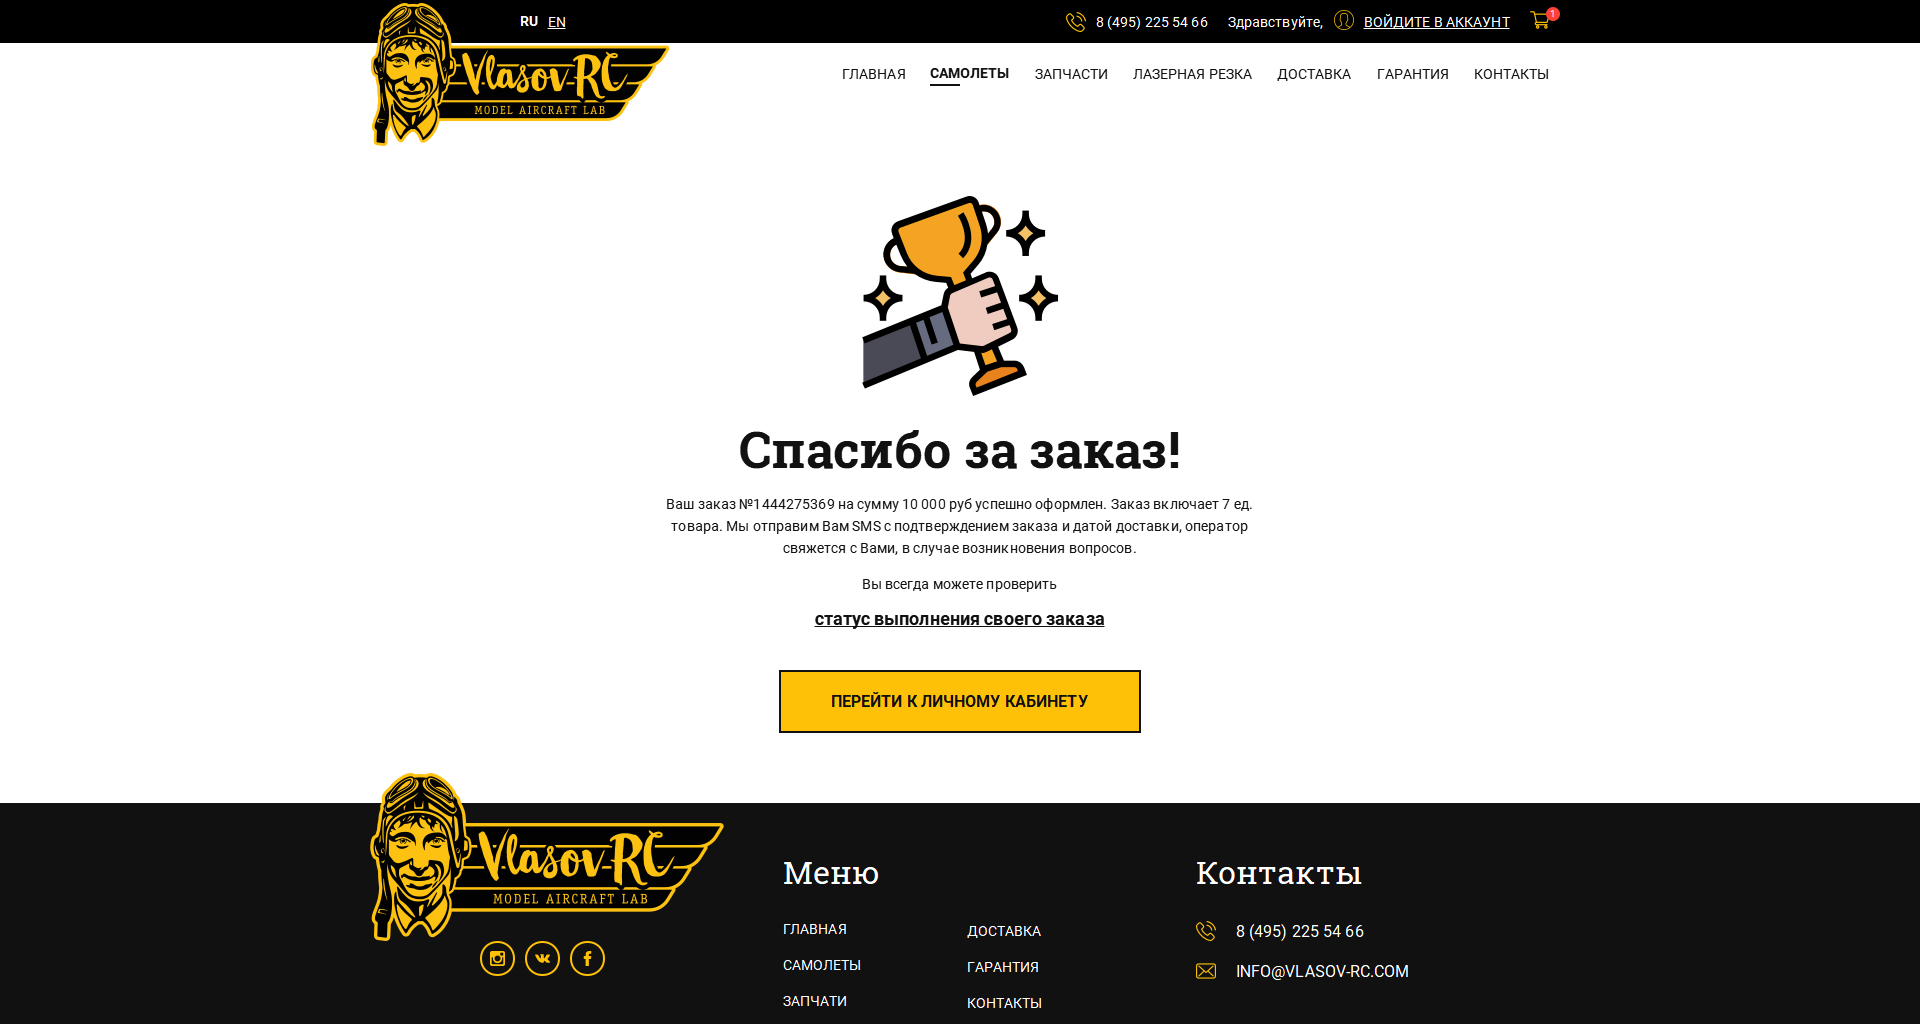 RU EN
8 (495) 225 54 66 Здравствуйте, ВОЙДИТЕ В АККАУНТ 1
Vlasov RC
MODEL AIRCRAFT LAB
ГЛАВНАЯ САМОЛЕТЫ ЗАПЧАСТИ ЛАЗЕРНАЯ РЕЗКА ДОСТАВКА ГАРАНТИЯ КОНТАКТЫ
Спасибо за заказ!
Ваш заказ №1444275369 на сумму 10 000 руб успешно оформлен. Заказ включает 7 ед.
товара. Мы отправим Вам SMS с подтверждением заказа и датой доставки, оператор
свяжется с Вами, в случае возникновения вопросов.
Вы всегда можете проверить
статус выполнения своего заказа
ПЕРЕЙТИ К ЛИЧНОМУ КАБИНЕТУ
Vlasov RC
MODEL AIRCRAFT LAB
Меню
ГЛАВНАЯ
САМОЛЕТЫ
ЗАПЧАТИ
ДОСТАВКА
ГАРАНТИЯ
КОНТАКТЫ
Контакты
8 (495) 225 54 66
INFO@VLASOV-RC.COM